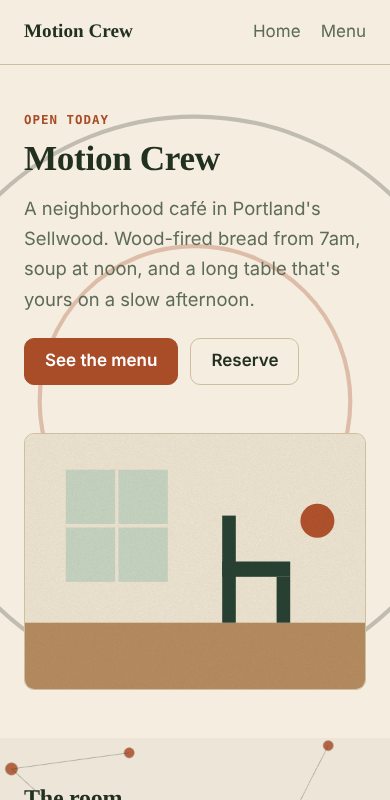 Motion Crew
Home Menu
OPEN TODAY
Motion Crew
A neighborhood café in Portland's
Sellwood. Wood-fired bread from 7am,
soup at noon, and a long table that's
yours on a slow afternoon.
See the menu Reserve
The room